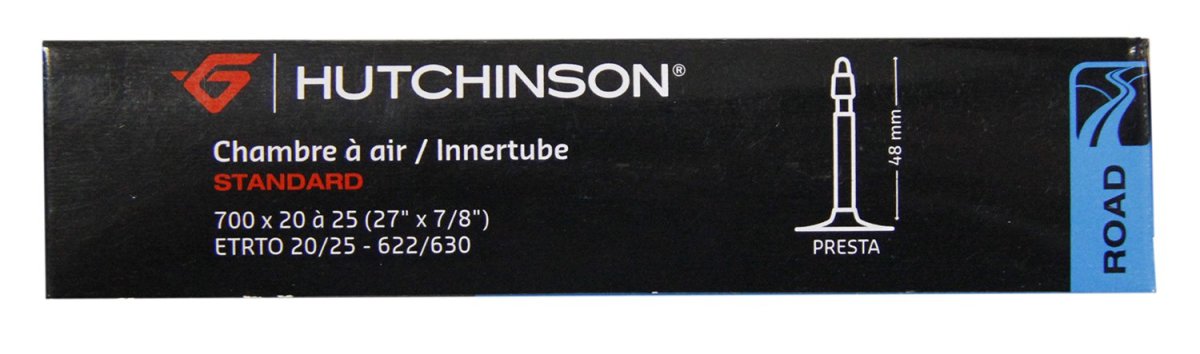 HUTCHINSON®
Chambre à air / Innertube
STANDARD
700 x 20 à 25 (27" x 7/8")
ETRTO 20/25 - 622/630
48 mm
PRESTA
ROAD